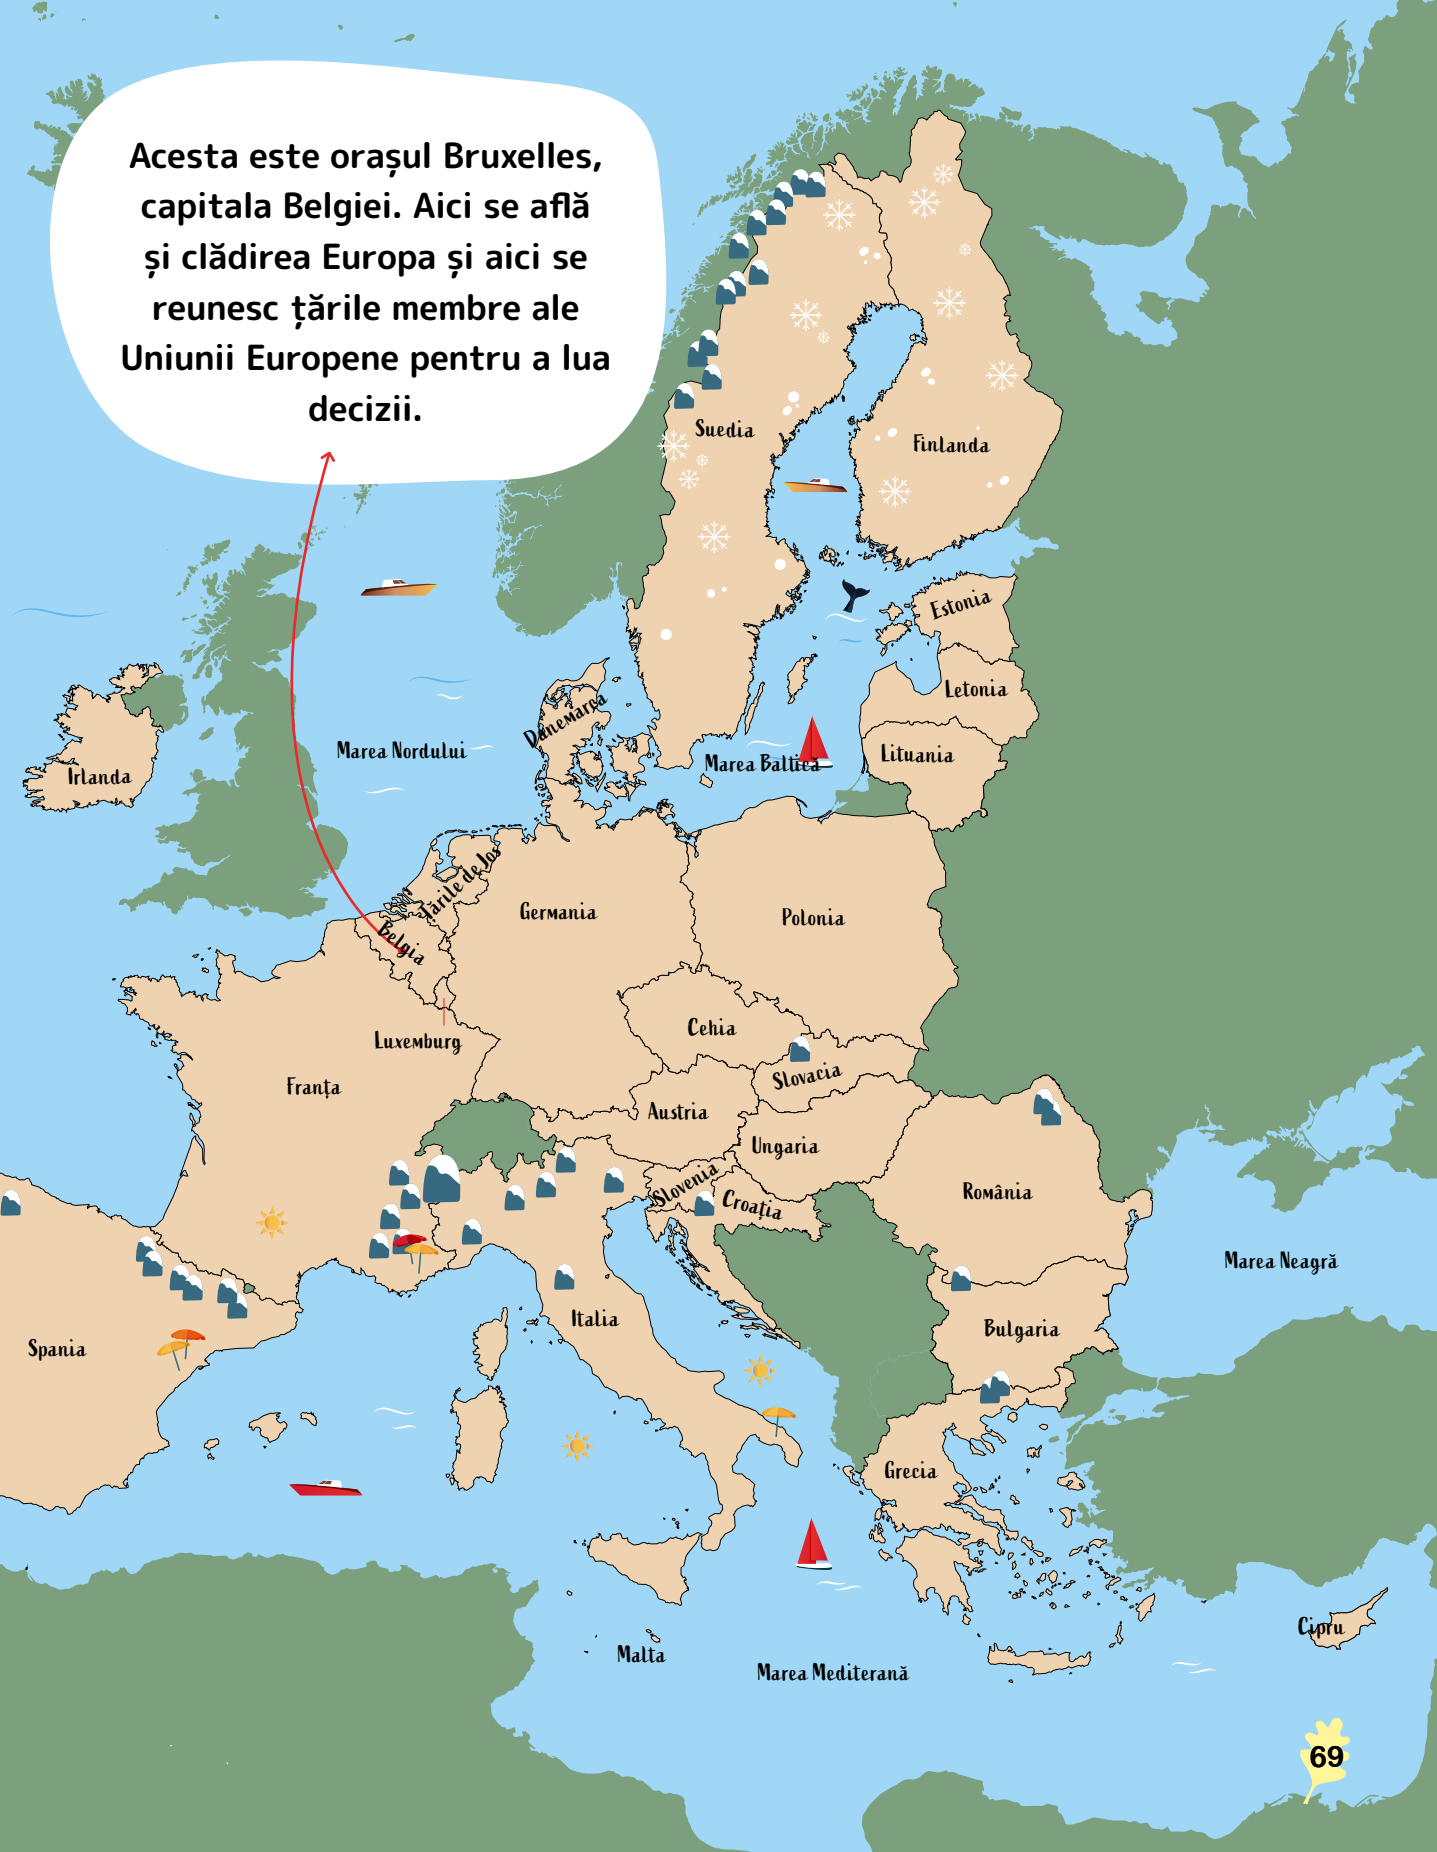 Acesta este orașul Bruxelles,
capitala Belgiei. Aici se află
și clădirea Europa și aici se
reunesc țările membre ale
Uniunii Europene pentru a lua
decizii.
Suedia
Finlanda
Estonia
Letonia
Lituania
Danemarca
Marea Nordului
Marea Baltică
Irlanda
Țările de Jos
Belgia
Germania
Polonia
Luxemburg
Cehia
Slovacia
Franța
Austria
Ungaria
Slovenia
Croația
România
Marea Neagră
Italia
Bulgaria
Spania
Grecia
Cipru
Malta
Marea Mediterană
69